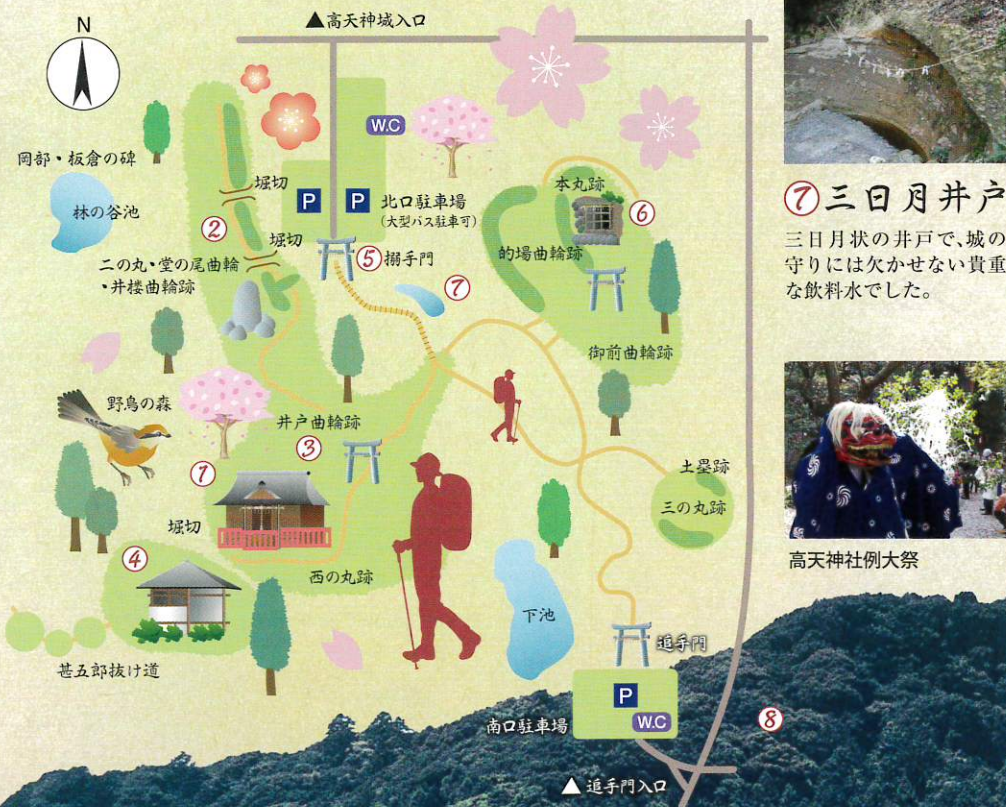 N
▲高天神城入口
W.C
岡部・板倉の碑
林の谷池
堀切
②
P
P
北口駐車場
(大型バス駐車可)
堀切
⑤搦手門
二の丸・堂の尾曲輪
・井楼曲輪跡
⑦
本丸跡
⑥
的場曲輪跡
御前曲輪跡
野鳥の森
井戸曲輪跡
③
①
堀切
④
西の丸跡
甚五郎抜け道
土塁跡
三の丸跡
下池
追手門
P
W.C
南口駐車場
⑧
▲追手門入口
⑦三日月井戸
三日月状の井戸で、城の
守りには欠かせない貴重
な飲料水でした。
高天神社例大祭